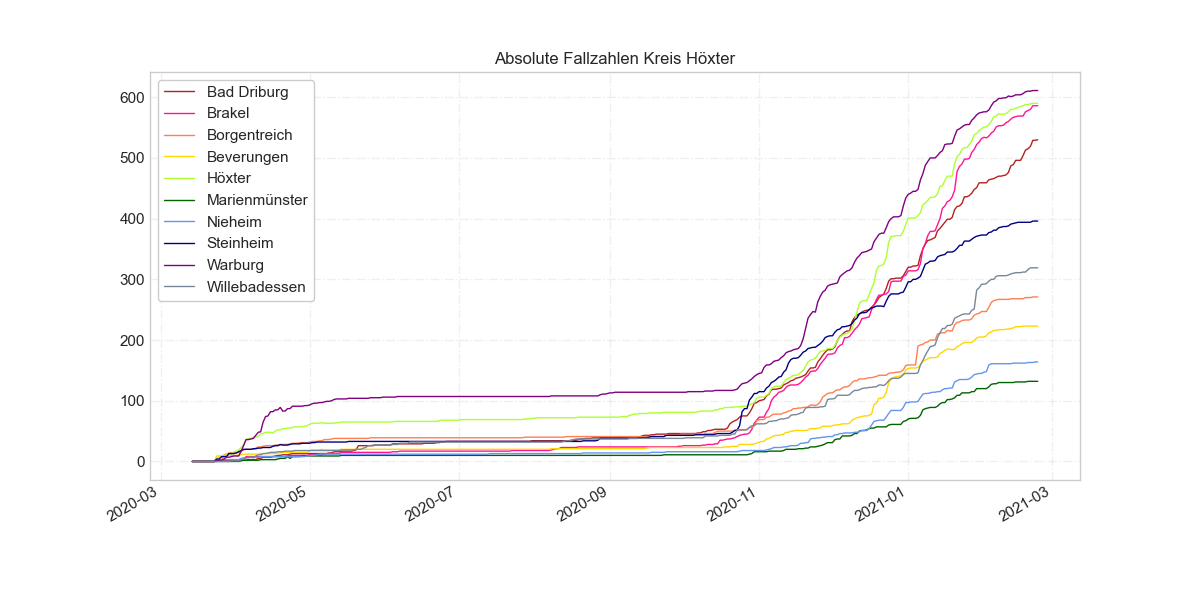 Absolute Fallzahlen Kreis Höxter
600
500
400
300
200
100
0
Bad Driburg
Brakel
Borgentreich
Beverungen
Höxter
Marienmünster
Nieheim
Steinheim
Warburg
Willebadessen
2020-03
2020-05
2020-07
2020-09
2020-11
2021-01
2021-03